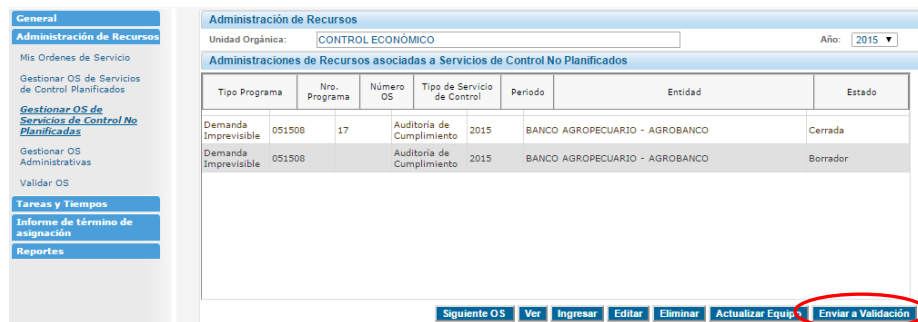 General
Administración de Recursos
Mis Ordenes de Servicio
Gestionar OS de Servicios
de Control Planificados
Gestionar OS de
Servicios de Control No
Planificadas
Gestionar OS
Administrativas
Validar OS
Tareas y Tiempos
Informe de término de
asignación
Reportes
Administración de Recursos
Unidad Orgánica: CONTROL ECONÓMICO Año: 2015
Administraciones de Recursos asociadas a Servicios de Control No Planificados
Tipo Programa Nro. Programa Número OS Tipo de Servicio de Control Periodo Entidad Estado
Demanda Imprevisible 051508 17 Auditoría de Cumplimiento 2015 BANCO AGROPECUARIO - AGROBANCO Cerrada
Demanda Imprevisible 051508 Auditoría de Cumplimiento 2015 BANCO AGROPECUARIO - AGROBANCO Borrador
Siguiente OS Ver Ingresar Editar Eliminar Actualizar Equipo Enviar a Validación